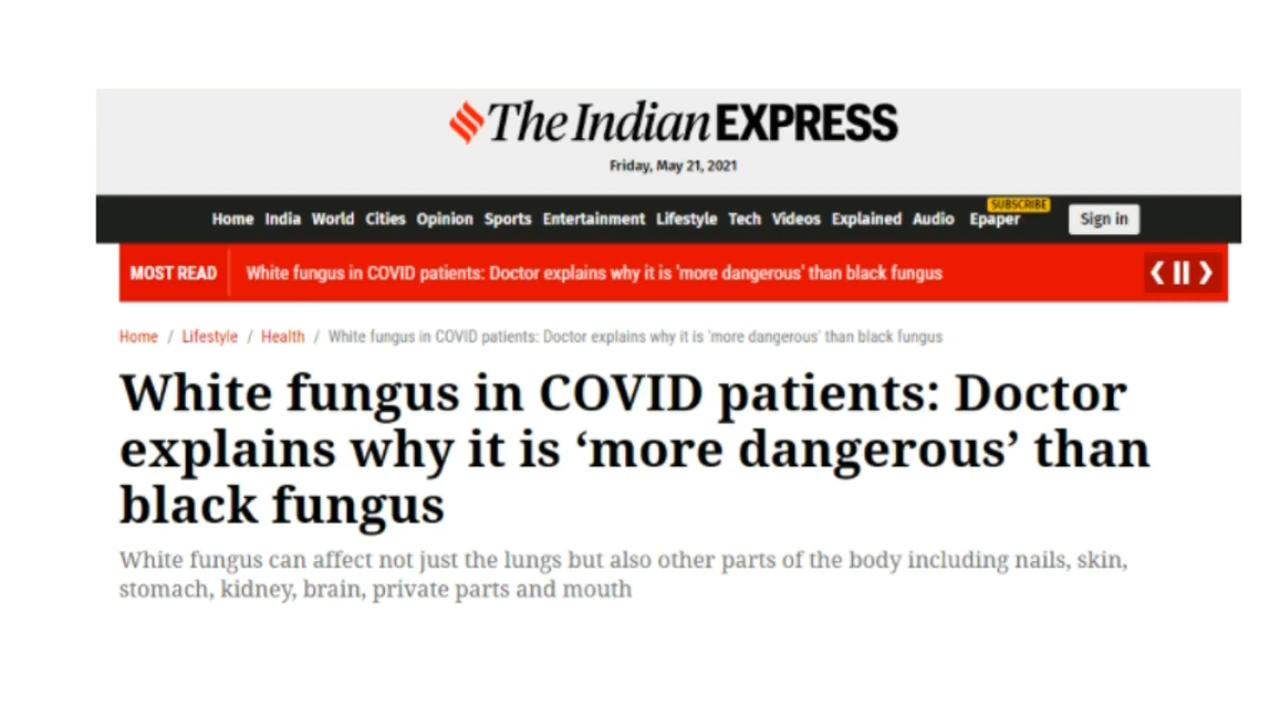 The Indian EXPRESS
Friday, May 21, 2021
SUBSCRIBE
Home India World Cities Opinion Sports Entertainment Lifestyle Tech Videos Explained Audio Epaper Sign in
MOST READ White fungus in COVID patients: Doctor explains why it is 'more dangerous' than black fungus
Home / Lifestyle / Health / White fungus in COVID patients: Doctor explains why it is 'more dangerous' than black fungus
White fungus in COVID patients: Doctor
explains why it is ‘more dangerous’ than
black fungus
White fungus can affect not just the lungs but also other parts of the body including nails, skin,
stomach, kidney, brain, private parts and mouth